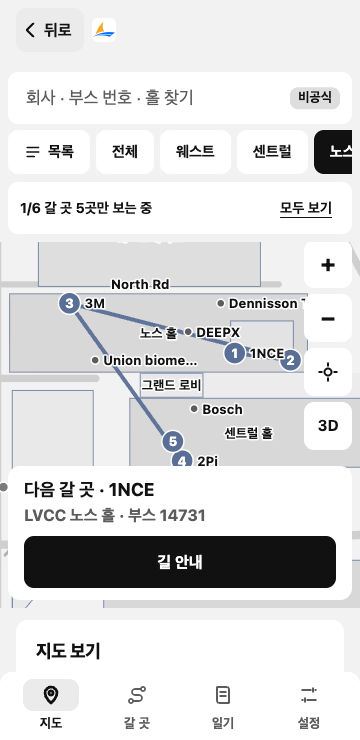 뒤로
회사 · 부스 번호 · 홀 찾기
비공식
목록
전체
웨스트
센트럴
노스
1/6 갈 곳 5곳만 보는 중
모두 보기
North Rd
3
3M
Dennisson
노스 홀
DEEPX
1
1NCE
2
Union biome...
그랜드 로비
Bosch
센트럴 홀
5
4
2Pi
+
−
3D
다음 갈 곳 · 1NCE
LVCC 노스 홀 · 부스 14731
길 안내
지도 보기
지도
갈 곳
일기
설정